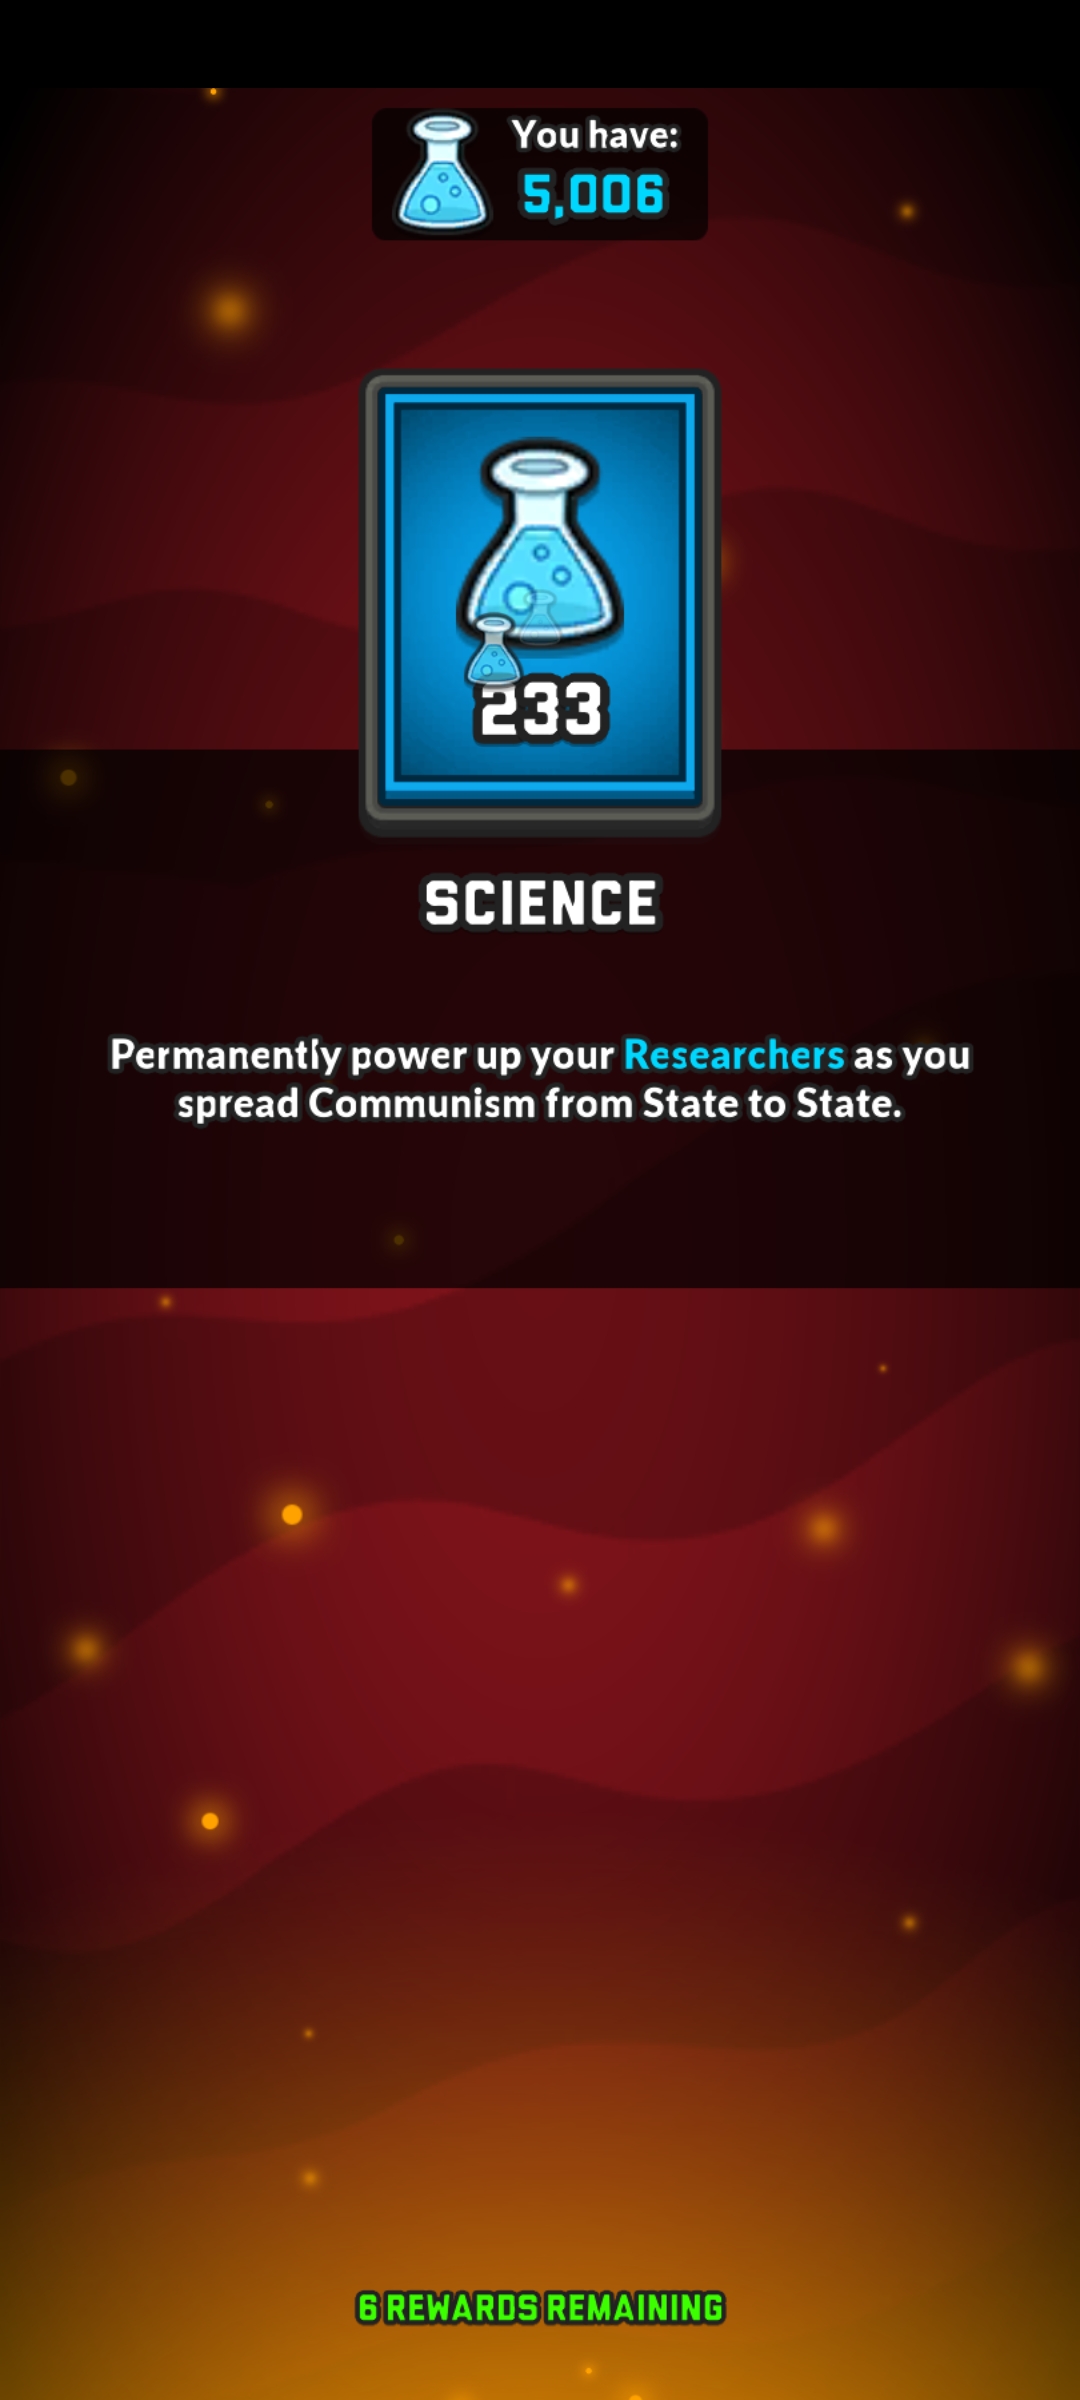 You have:
5,006
233
SCIENCE
Permanently power up your Researchers as you
spread Communism from State to State.
6 REWARDS REMAINING